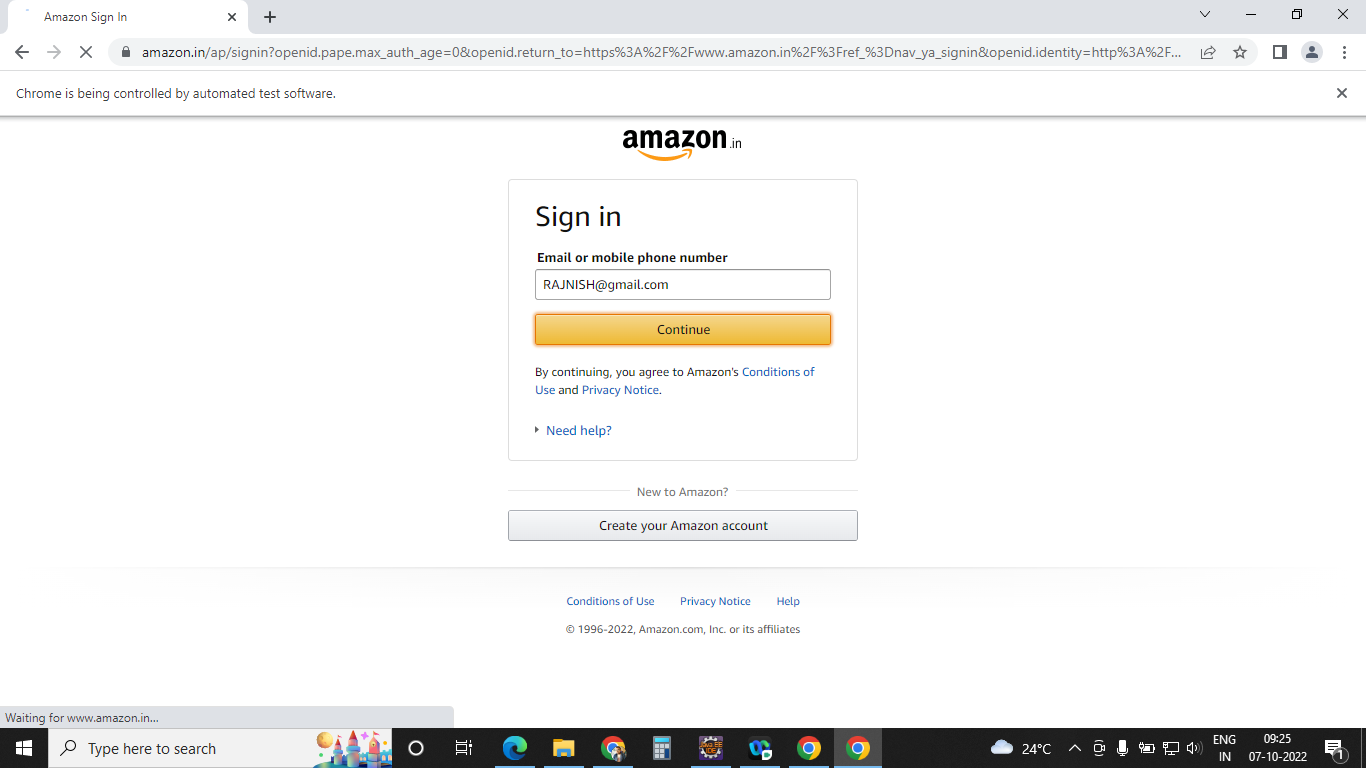 Amazon Sign In
amazon.in/ap/signin?openid.pape.max_auth_age=0&openid.return_to=https%3A%2F%2Fwww.amazon.in%2F%3Fref_%3Dnav_ya_signin&openid.identity=http%3A%2F...
Chrome is being controlled by automated test software.
amazon.in
Sign in
Email or mobile phone number
RAJNISH@gmail.com
Continue
By continuing, you agree to Amazon's Conditions of
Use and Privacy Notice.
Need help?
New to Amazon?
Create your Amazon account
Conditions of Use Privacy Notice Help
© 1996-2022, Amazon.com, Inc. or its affiliates
Waiting for www.amazon.in...
Type here to search
24°C
ENG
IN
09:25
07-10-2022
1